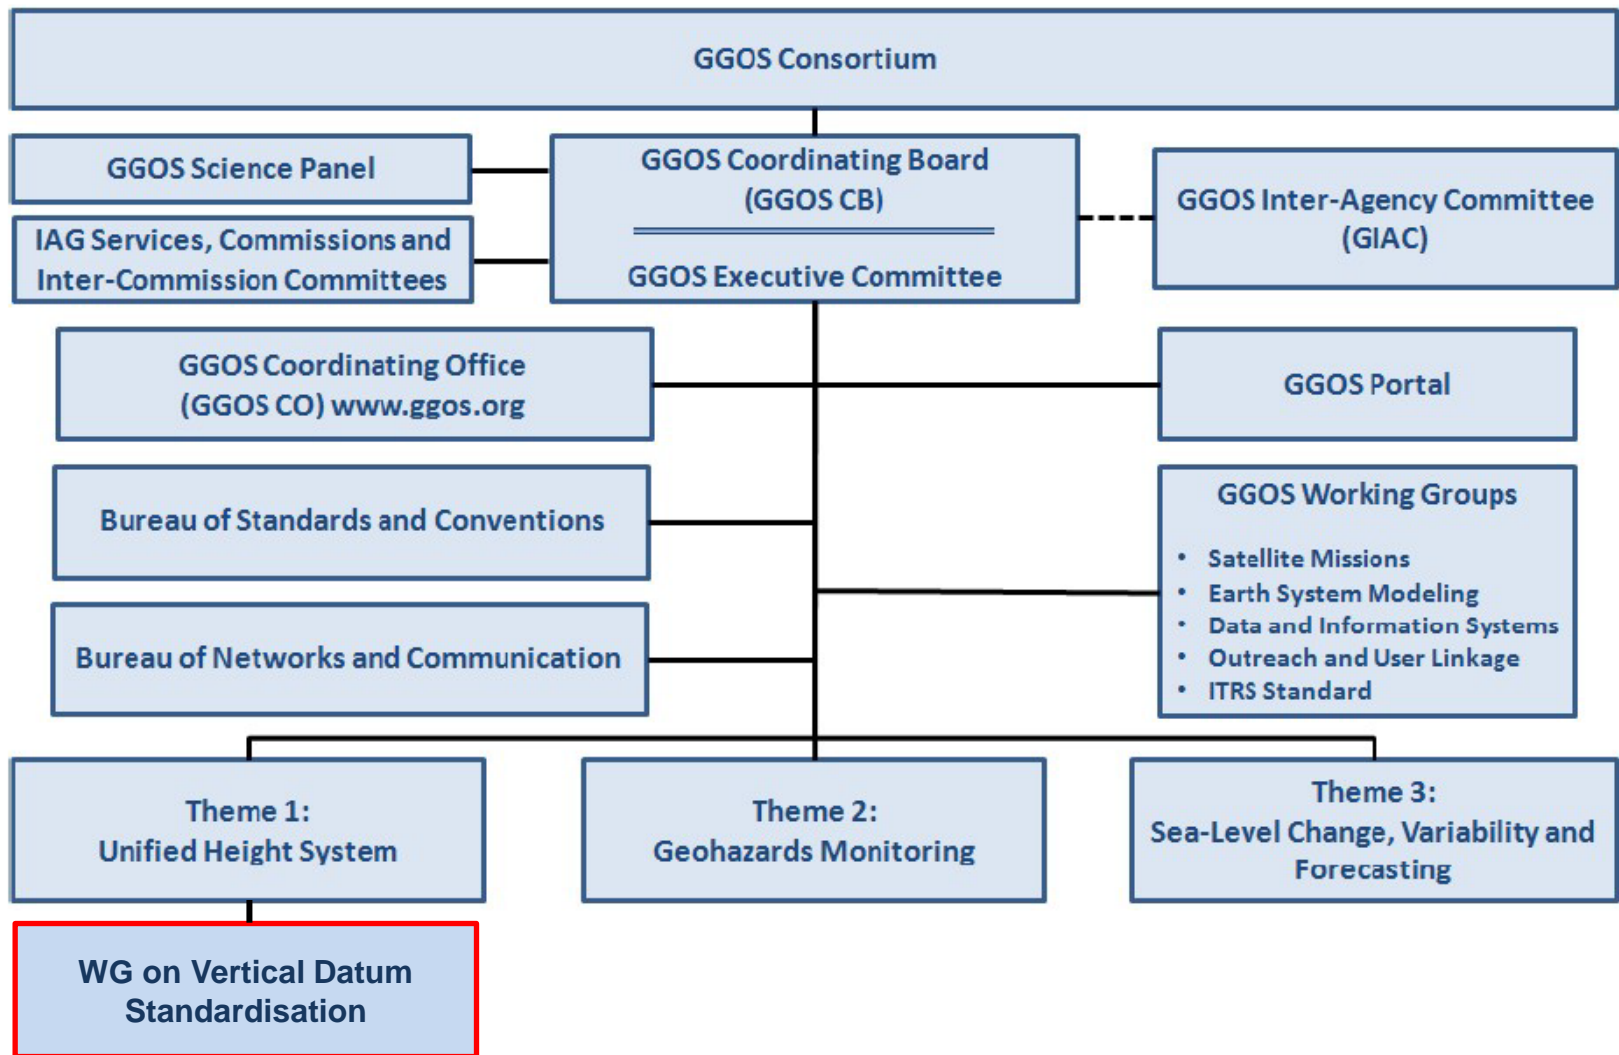 GGOS Consortium
GGOS Science Panel
IAG Services, Commissions and
Inter-Commission Committees
GGOS Coordinating Board
(GGOS CB)
GGOS Executive Committee
GGOS Inter-Agency Committee
(GIAC)
GGOS Coordinating Office
(GGOS CO) www.ggos.org
GGOS Portal
Bureau of Standards and Conventions
Bureau of Networks and Communication
GGOS Working Groups
• Satellite Missions
• Earth System Modeling
• Data and Information Systems
• Outreach and User Linkage
• ITRS Standard
Theme 1:
Unified Height System
Theme 2:
Geohazards Monitoring
Theme 3:
Sea-Level Change, Variability and
Forecasting
WG on Vertical Datum
Standardisation